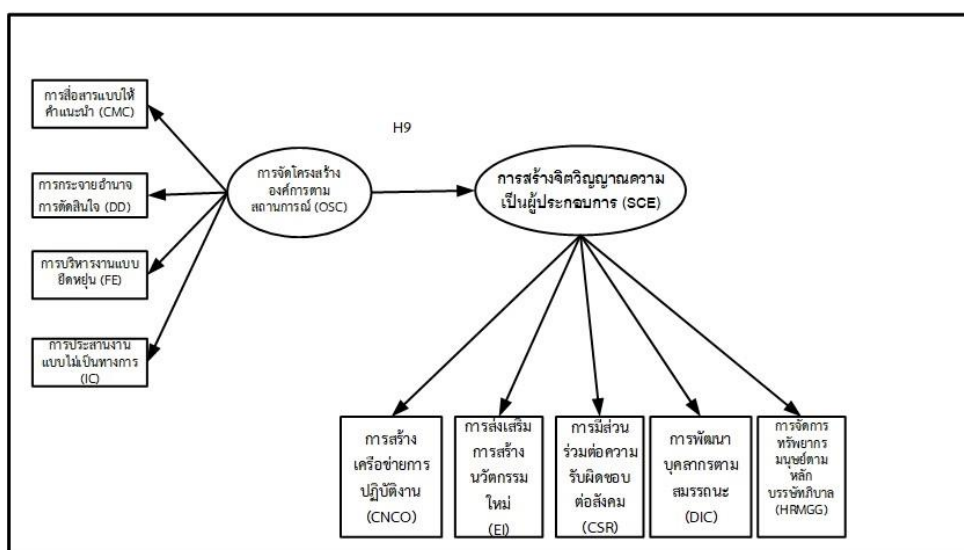 การสื่อสารแบบให้
คำแนะนำ (CMC)
การกระจายอำนาจ
การตัดสินใจ (DD)
การบริหารงานแบบ
ยืดหยุ่น (FE)
การประสานงาน
แบบไม่เป็นทางการ
(IC)
การจัดโครงสร้าง
องค์การตาม
สถานการณ์ (OSC)
H9
การสร้างจิตวิญญาณความ
เป็นผู้ประกอบการ (SCE)
การสร้าง
เครือข่ายการ
ปฏิบัติงาน
(CNCO)
การส่งเสริม
การสร้าง
นวัตกรรม
ใหม่
(EI)
การมีส่วน
ร่วมต่อความ
รับผิดชอบ
ต่อสังคม
(CSR)
การพัฒนา
บุคลากรตาม
สมรรถนะ
(DIC)
การจัดการ
ทรัพยากร
มนุษย์ตาม
หลัก
บรรษัทภิบาล
(HRMGG)